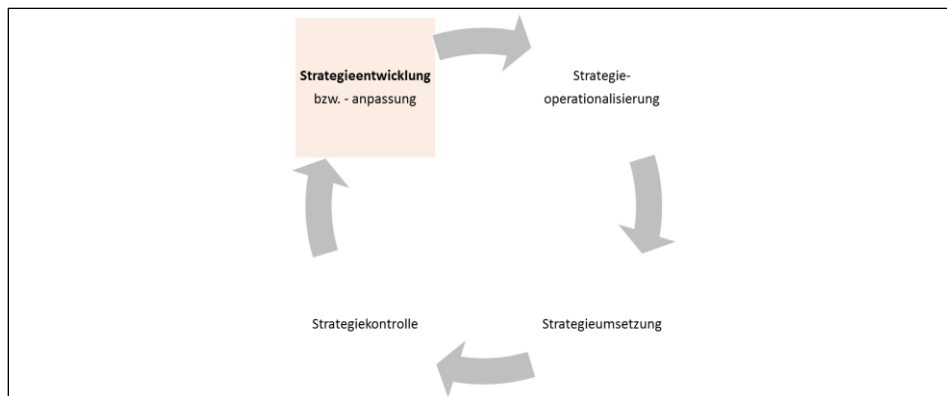 Strategieentwicklung
bzw. - anpassung
Strategie-
operationalisierung
Strategieumsetzung
Strategiekontrolle